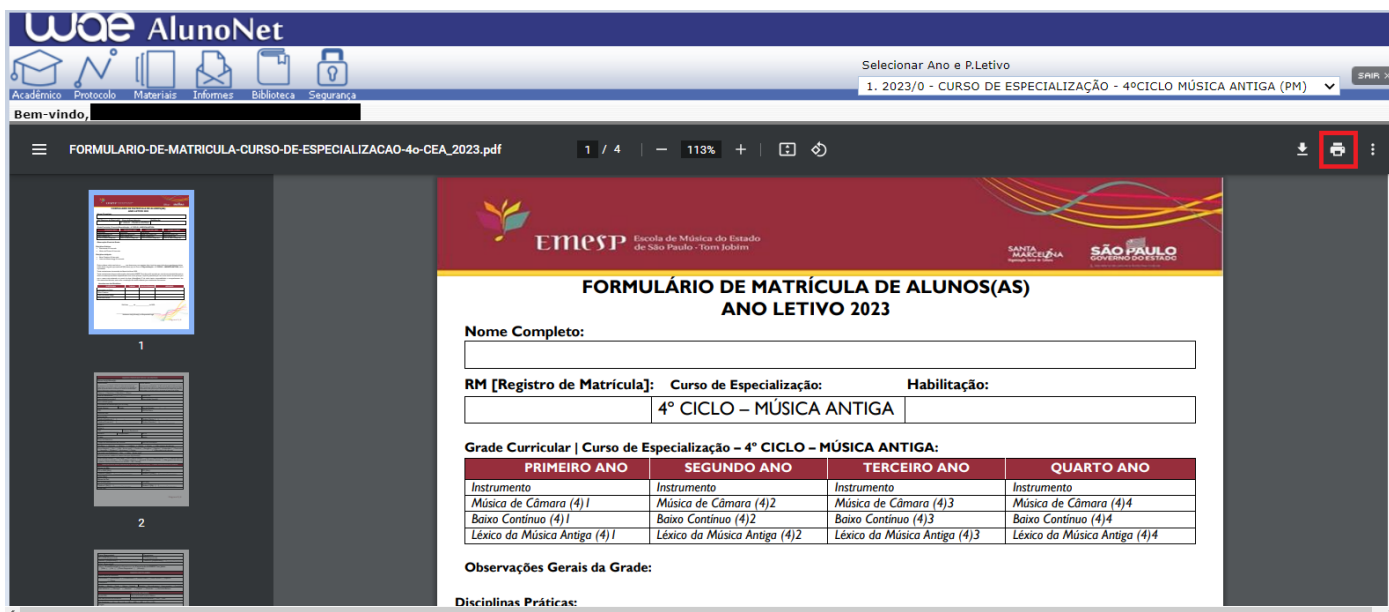 wae AlunoNet
Selecionar Ano e P.Letivo
1. 2023/0 - CURSO DE ESPECIALIZAÇÃO - 4ºCICLO MÚSICA ANTIGA (PM)
SAIR
Acadêmico Protocolo Materiais Informes Biblioteca Segurança
Bem-vindo,
FORMULARIO-DE-MATRICULA-CURSO-DE-ESPECIALIZACAO-4o-CEA_2023.pdf 1 / 4 113%
1
2
EMESP Escola de Música do Estado
de São Paulo - Tom Jobim
SANTA
MARCELINA
SÃO PAULO
GOVERNO DO ESTADO
FORMULÁRIO DE MATRÍCULA DE ALUNOS(AS)
ANO LETIVO 2023
Nome Completo:
RM [Registro de Matrícula]: Curso de Especialização: Habilitação:
4º CICLO – MÚSICA ANTIGA
Grade Curricular | Curso de Especialização – 4º CICLO – MÚSICA ANTIGA:
PRIMEIRO ANO SEGUNDO ANO TERCEIRO ANO QUARTO ANO
Instrumento Instrumento Instrumento Instrumento
Música de Câmara (4)1 Música de Câmara (4)2 Música de Câmara (4)3 Música de Câmara (4)4
Baixo Contínuo (4)1 Baixo Contínuo (4)2 Baixo Contínuo (4)3 Baixo Contínuo (4)4
Léxico da Música Antiga (4)1 Léxico da Música Antiga (4)2 Léxico da Música Antiga (4)3 Léxico da Música Antiga (4)4
Observações Gerais da Grade:
Disciplinas Práticas: